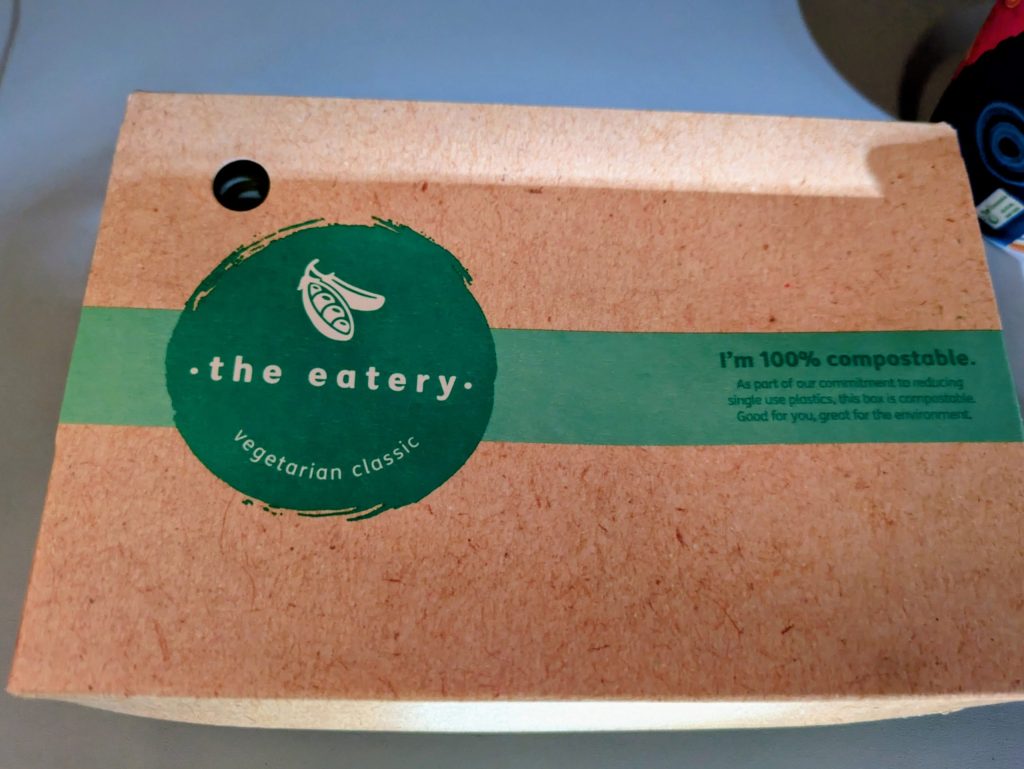 ·the eatery·
vegetarian classic
I'm 100% compostable.
As part of our commitment to reducing
single use plastics, this box is compostable.
Good for you, great for the environment.